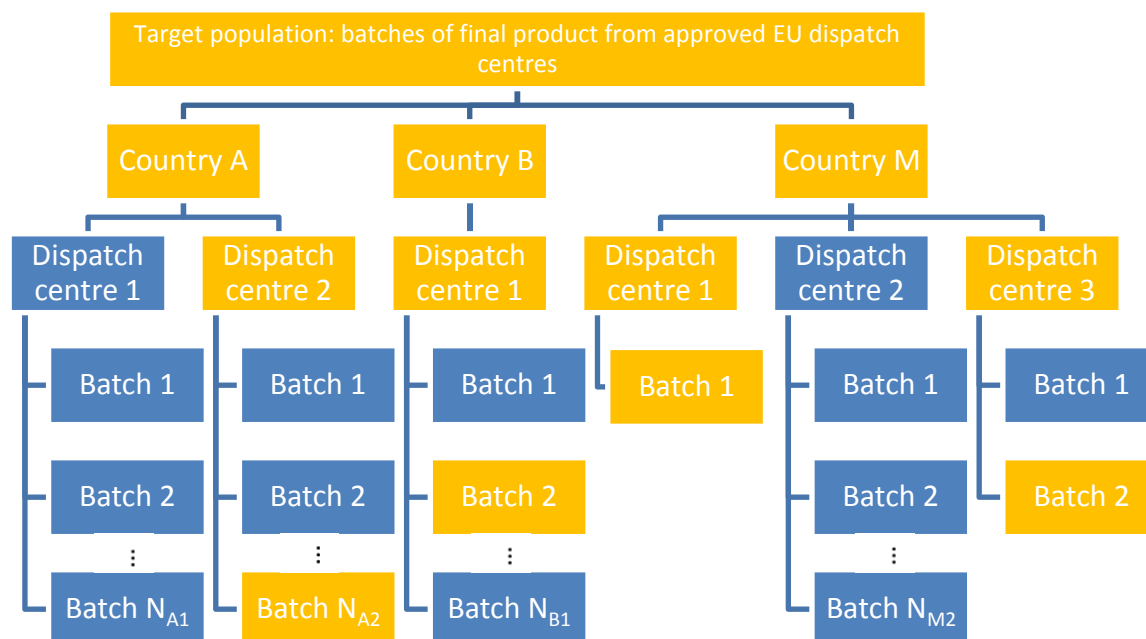 Target population: batches of final product from approved EU dispatch
centres
Country A
Country B
Country M
Dispatch
centre 1
Dispatch
centre 2
Dispatch
centre 1
Dispatch
centre 1
Dispatch
centre 2
Dispatch
centre 3
Batch 1
Batch 1
Batch 1
Batch 1
Batch 1
Batch 1
Batch 2
Batch 2
Batch 2
Batch 2
Batch 2
...
...
...
...
Batch NA1
Batch NA2
Batch NB1
Batch NM2